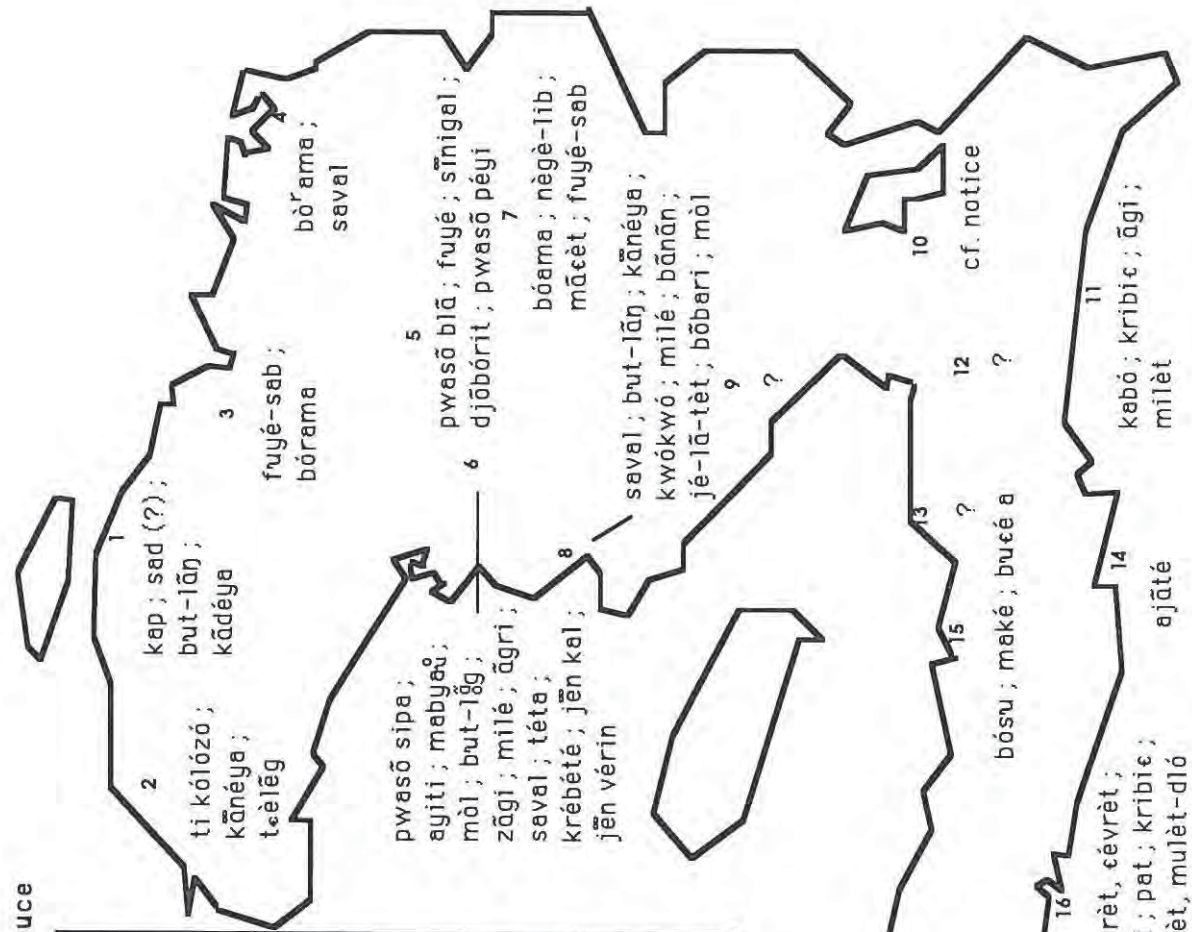 uce
1
kap ; sad (?) ;
but-lãŋ ;
kãdéya
2
ti kólózó ;
kãnéya ;
tɛèlẽg
3
fuyé-sab ;
bórama
4
bòʳama ;
saval
5
pwasõ blã ; fuyé ; sĩnigal ;
djòbórit ; pwasõ péyi
6
pwasõ sipa ;
ayiti ; mabyaů ;
mòl ; but-lõg ;
zãgi ; milé ; ãgri ;
saval ; téta ;
krébété ; jẽn kal ;
jẽn vérin
7
bóama ; nègè-lib ;
mãɛèt ; fuyé-sab
8
saval ; but-lãŋ ; kãnéya ;
kwókwó ; milé ; bãnãn ;
jé-lã-tèt ; bõbari ; mòl
9
?
10
cf. notice
11
kabó ; kribiɛ ; ãgi ;
milèt
12
?
13
?
14
ajãté
15
bósu ; maké ; buɛé a
16
rèt, ɛévrèt ;
; pat ; kribiɛ ;
èt, mulèt-dló